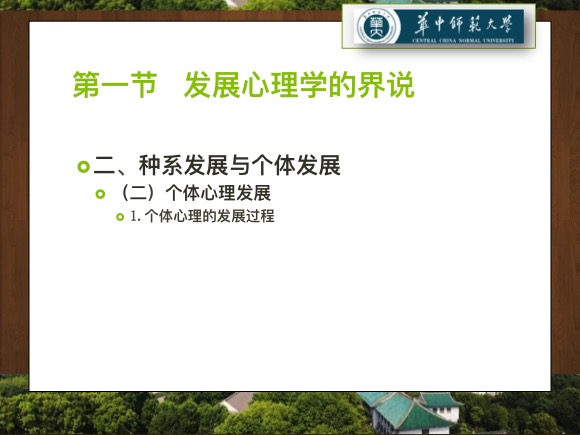 華中師範大學
CENTRAL CHINA NORMAL UNIVERSITY
第一节 发展心理学的界说
二、种系发展与个体发展
（二）个体心理发展
1. 个体心理的发展过程